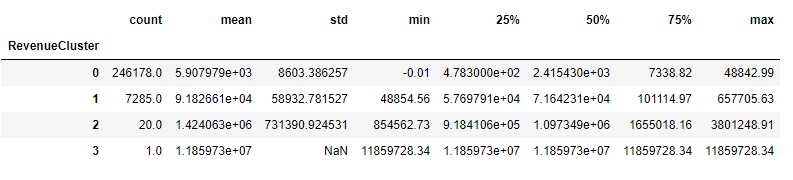 count mean std min 25% 50% 75% max
RevenueCluster
0 246178.0 5.907979e+03 8603.386257 -0.01 4.783000e+02 2.415430e+03 7338.82 48842.99
1 7285.0 9.182661e+04 58932.781527 48854.56 5.769791e+04 7.164231e+04 101114.97 657705.63
2 20.0 1.424063e+06 731390.924531 854562.73 9.184106e+05 1.097349e+06 1655018.16 3801248.91
3 1.0 1.185973e+07 NaN 11859728.34 1.185973e+07 1.185973e+07 11859728.34 11859728.34